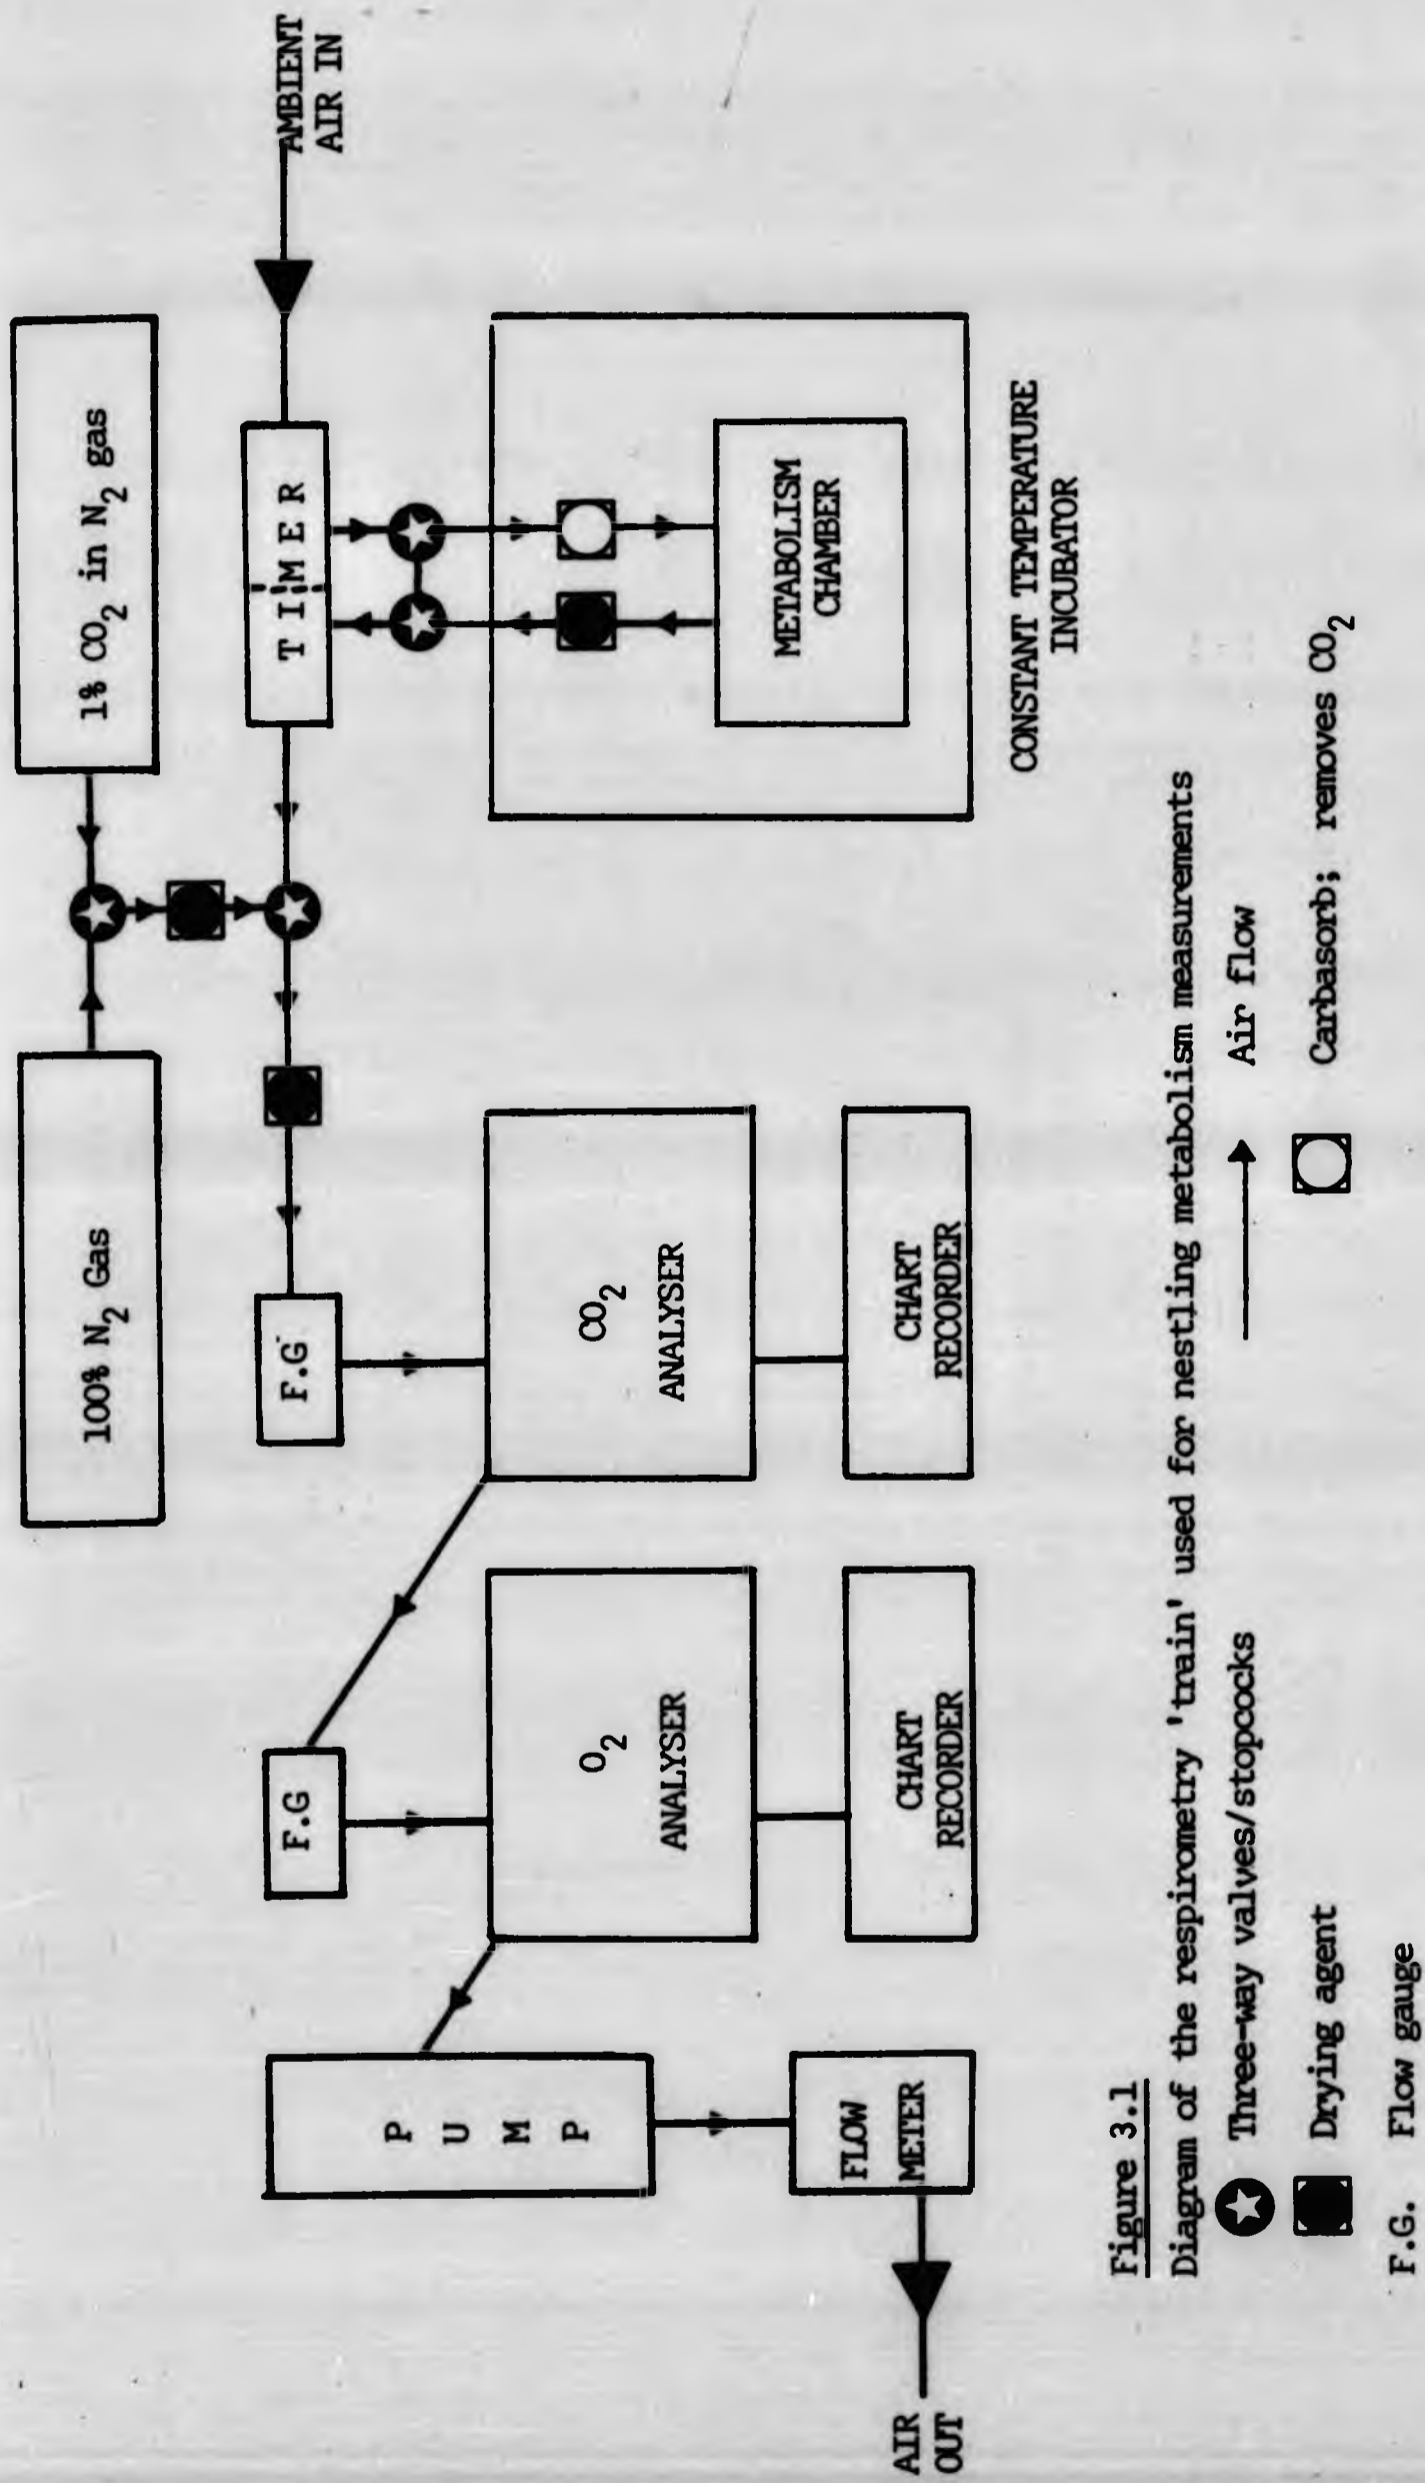 100% N2 Gas
1% CO2 in N2 gas
AMBIENT
AIR IN
T I M E R
F.G
F.G
P
U
M
P
O2
ANALYSER
CO2
ANALYSER
METABOLISM
CHAMBER
FLOW
METER
CHART
RECORDER
CHART
RECORDER
CONSTANT TEMPERATURE
INCUBATOR
AIR
OUT
Figure 3.1
Diagram of the respirometry 'train' used for nestling metabolism measurements
Three-way valves/stopcocks
Air flow
Drying agent
Carbasorb; removes CO2
F.G. Flow gauge